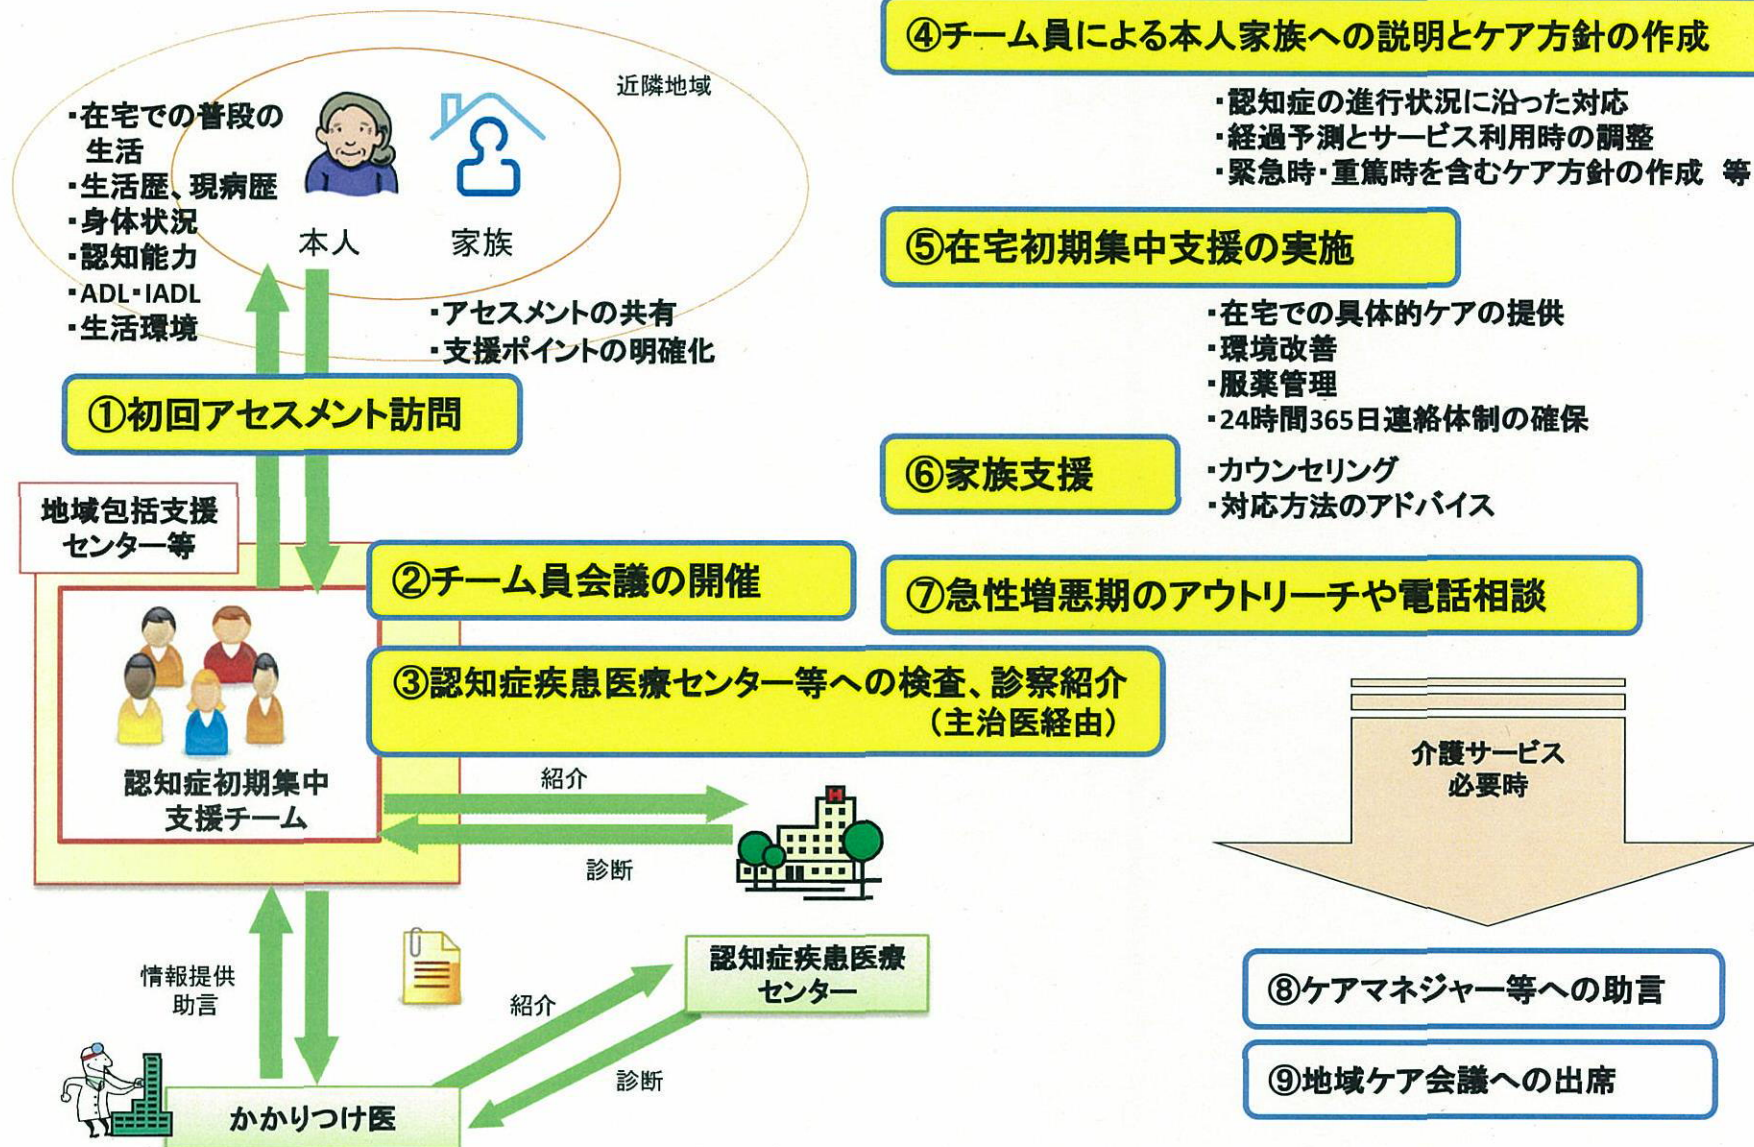 近隣地域
・在宅での普段の
生活
・生活歴、現病歴
・身体状況
・認知能力
・ADL・IADL
・生活環境
本人
家族
・アセスメントの共有
・支援ポイントの明確化
①初回アセスメント訪問
地域包括支援
センター等
②チーム員会議の開催
③認知症疾患医療センター等への検査、診察紹介
（主治医経由）
認知症初期集中
支援チーム
紹介
診断
H
情報提供
助言
紹介
認知症疾患医療
センター
診断
かかりつけ医
④チーム員による本人家族への説明とケア方針の作成
・認知症の進行状況に沿った対応
・経過予測とサービス利用時の調整
・緊急時・重篤時を含むケア方針の作成 等
⑤在宅初期集中支援の実施
・在宅での具体的ケアの提供
・環境改善
・服薬管理
・24時間365日連絡体制の確保
⑥家族支援
・カウンセリング
・対応方法のアドバイス
⑦急性増悪期のアウトリーチや電話相談
介護サービス
必要時
⑧ケアマネジャー等への助言
⑨地域ケア会議への出席